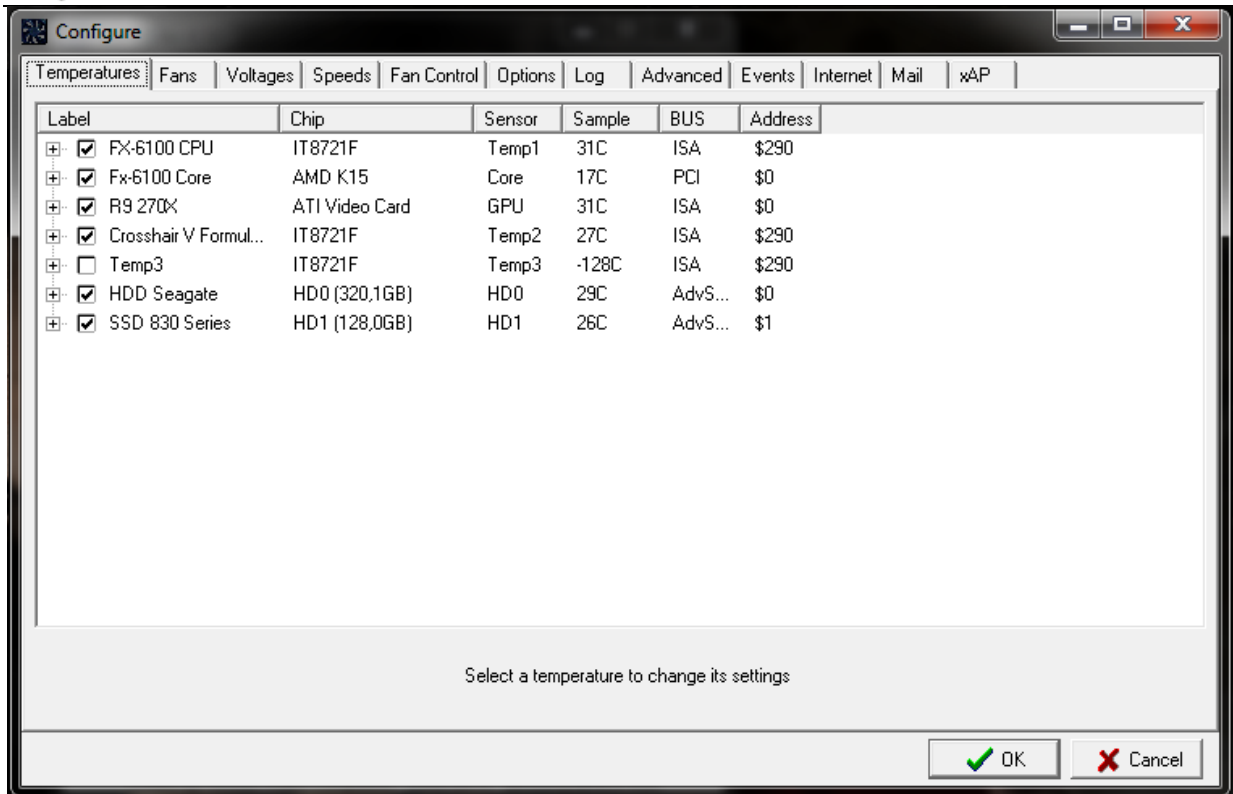 Configure
Temperatures Fans Voltages Speeds Fan Control Options Log Advanced Events Internet Mail xAP
Label Chip Sensor Sample BUS Address
FX-6100 CPU IT8721F Temp1 31C ISA $290
Fx-6100 Core AMD K15 Core 17C PCI $0
R9 270X ATI Video Card GPU 31C ISA $0
Crosshair V Formul... IT8721F Temp2 27C ISA $290
Temp3 IT8721F Temp3 -128C ISA $290
HDD Seagate HD0 (320,1GB) HD0 29C AdvS... $0
SSD 830 Series HD1 (128,0GB) HD1 26C AdvS... $1
Select a temperature to change its settings
OK Cancel